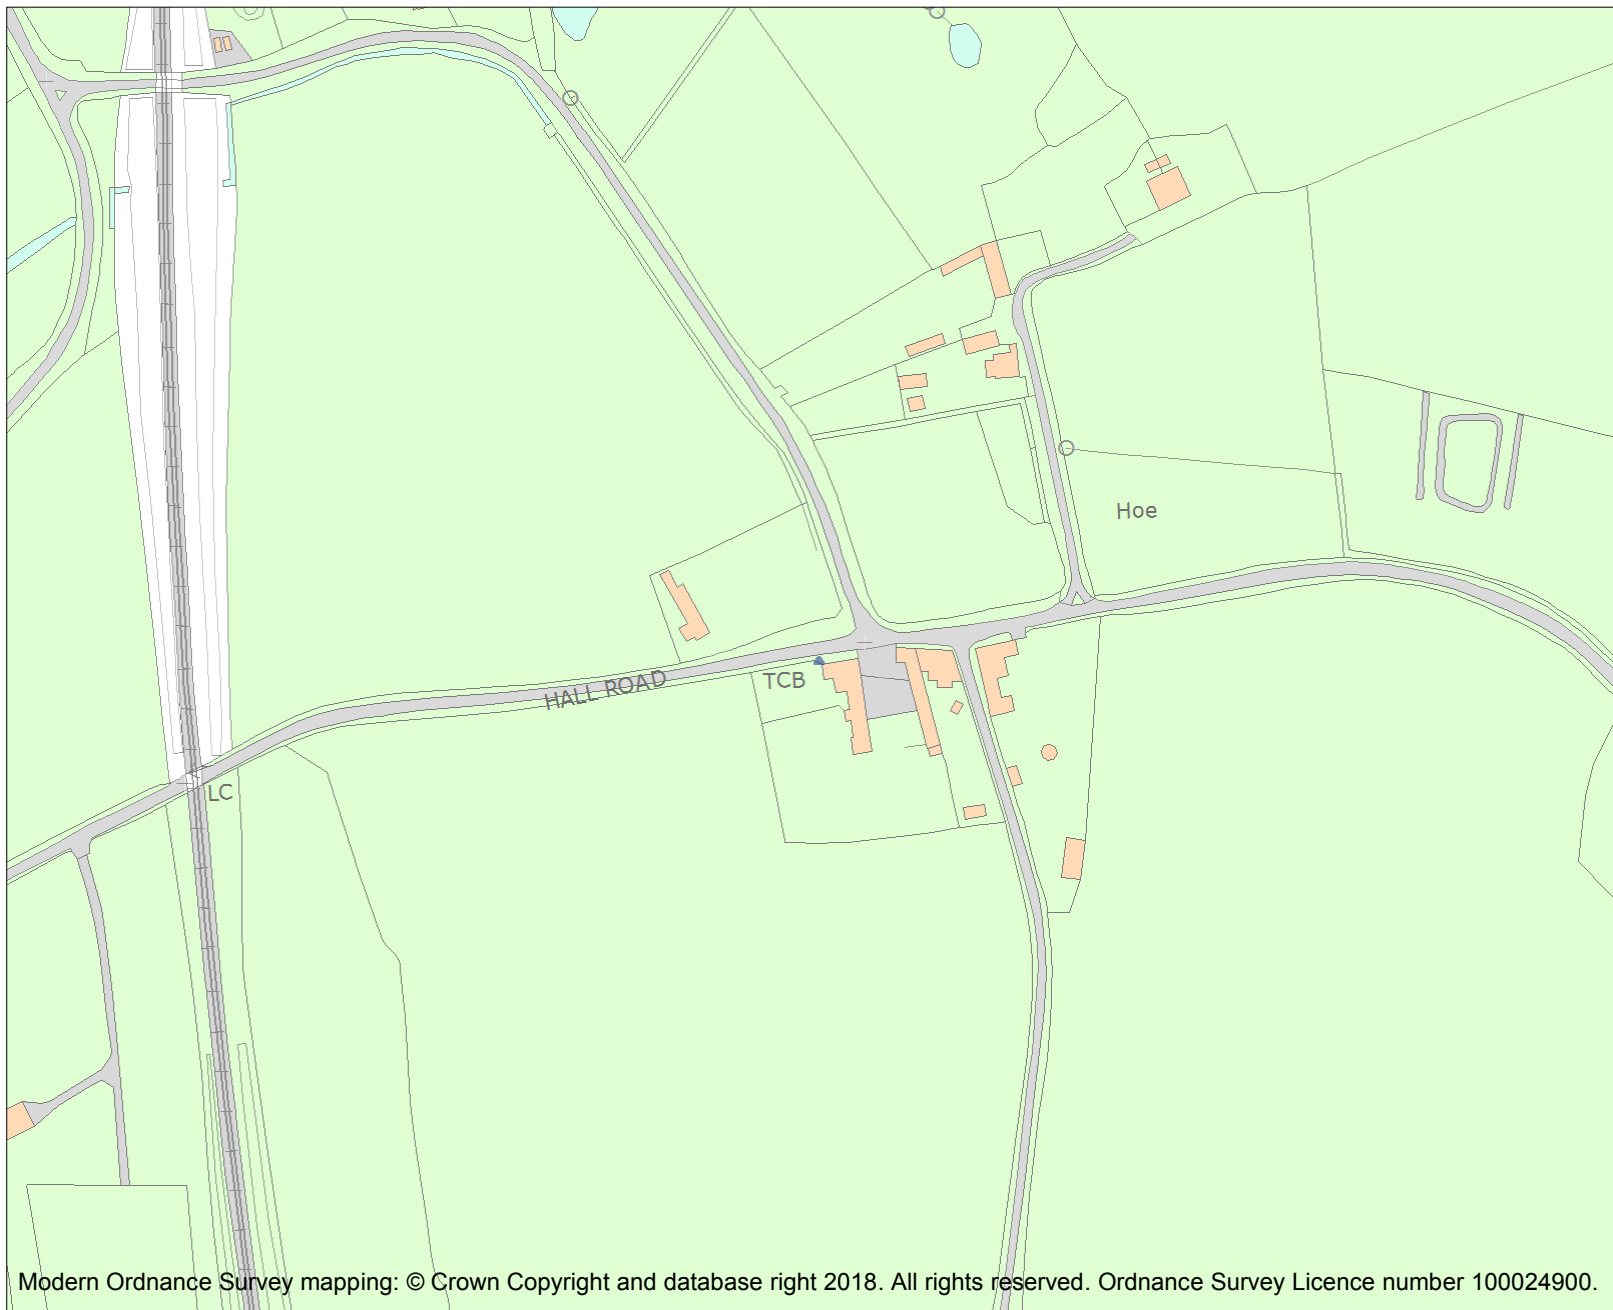 Hoe
TCB
HALL ROAD
LC
Modern Ordnance Survey mapping: © Crown Copyright and database right 2018. All rights reserved. Ordnance Survey Licence number 100024900.